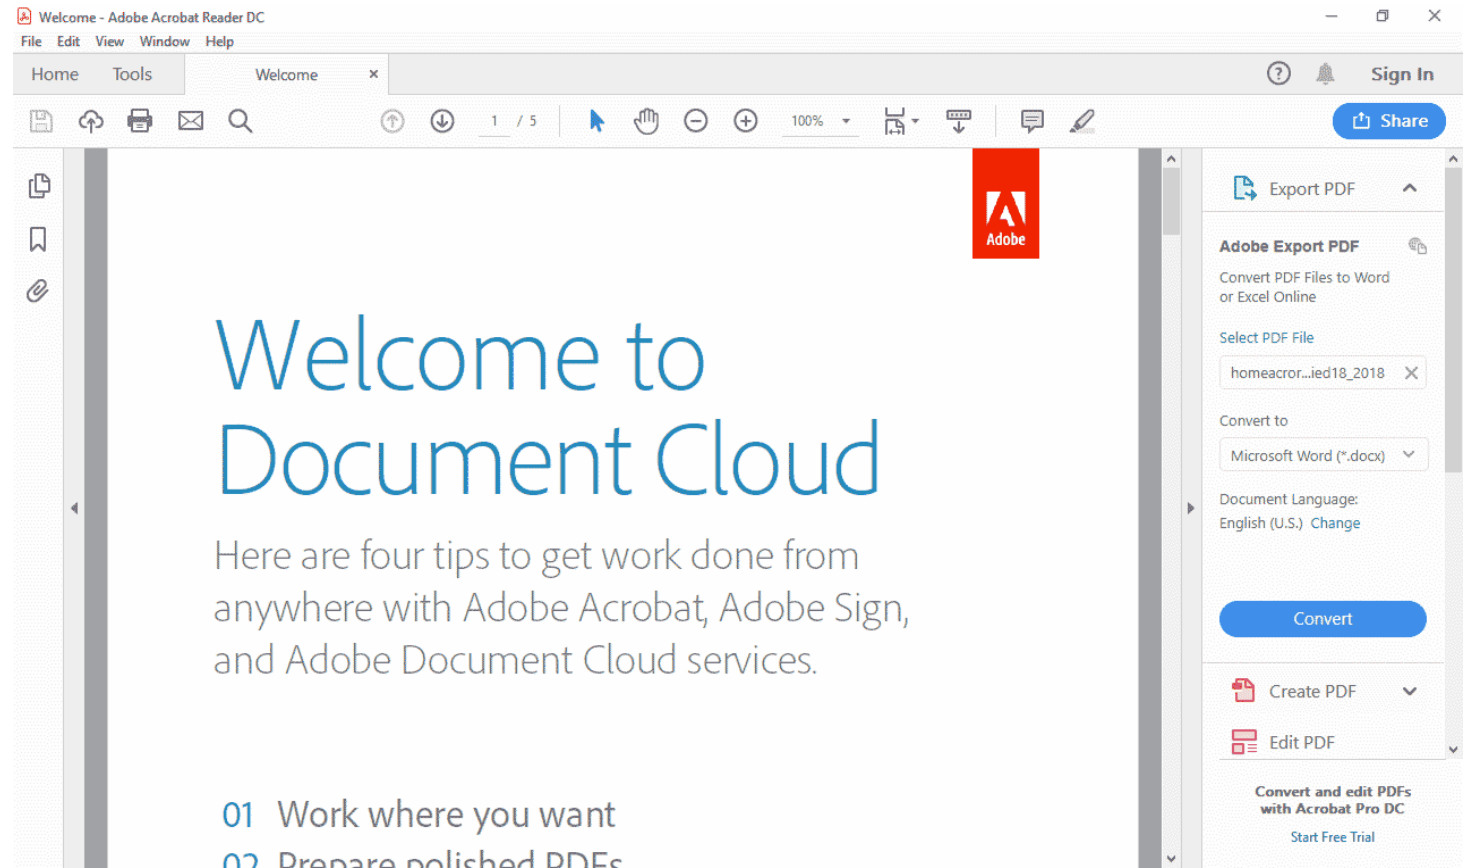 Welcome - Adobe Acrobat Reader DC
File Edit View Window Help
Home Tools Welcome Sign In
1 / 5 100% Share
Adobe
Welcome to
Document Cloud
Here are four tips to get work done from
anywhere with Adobe Acrobat, Adobe Sign,
and Adobe Document Cloud services.
01 Work where you want
02 Prepare polished PDFs
Export PDF
Adobe Export PDF
Convert PDF Files to Word
or Excel Online
Select PDF File
homeacror...ied18_2018
Convert to
Microsoft Word (*.docx)
Document Language:
English (U.S.) Change
Convert
Create PDF
Edit PDF
Convert and edit PDFs
with Acrobat Pro DC
Start Free Trial